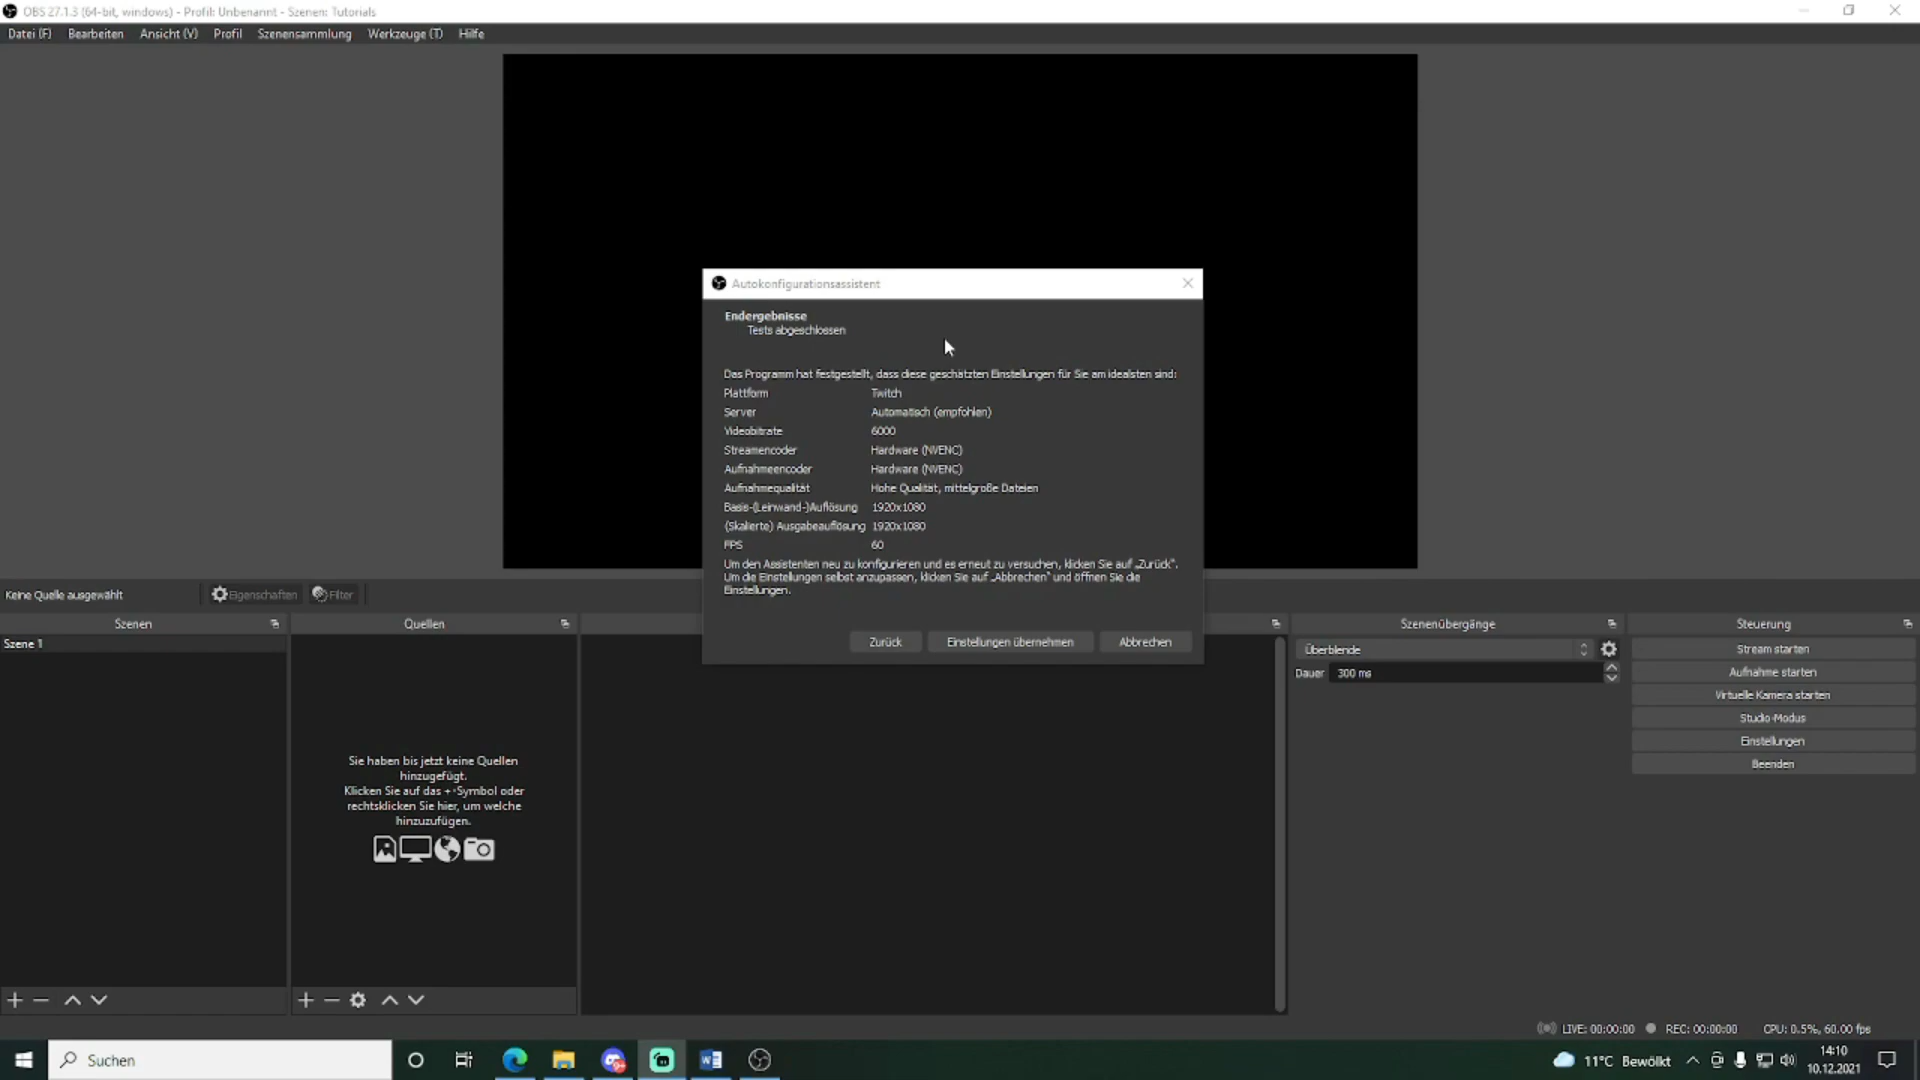 OBS 27.1.3 (64-bit, windows) - Profil: Unbenannt - Szenen: Tutorials
Datei (F) Bearbeiten Ansicht (V) Profil Szenensammlung Werkzeuge (T) Hilfe
Autokonfigurationsassistent
Endergebnisse
Tests abgeschlossen
Das Programm hat festgestellt, dass diese geschätzten Einstellungen für Sie am idealsten sind:
Plattform Twitch
Server Automatisch (empfohlen)
Videobitrate 6000
Streamencoder Hardware (NVENC)
Aufnahmeencoder Hardware (NVENC)
Aufnahmequalität Hohe Qualität, mittelgroße Dateien
Basis-(Leinwand-)Auflösung 1920x1080
(Skalierte) Ausgabeauflösung 1920x1080
FPS 60
Um den Assistenten neu zu konfigurieren und es erneut zu versuchen, klicken Sie auf „Zurück".
Um die Einstellungen selbst anzupassen, klicken Sie auf „Abbrechen" und öffnen Sie die
Einstellungen.
Zurück Einstellungen übernehmen Abbrechen
Keine Quelle ausgewählt Eigenschaften Filter
Szenen Quellen Szenenübergänge Steuerung
Szene 1
Sie haben bis jetzt keine Quellen
hinzugefügt.
Klicken Sie auf das +-Symbol oder
rechtsklicken Sie hier, um welche
hinzuzufügen.
Überblende
Dauer 300 ms
Stream starten
Aufnahme starten
Virtuelle Kamera starten
Studio-Modus
Einstellungen
Beenden
LIVE: 00:00:00 REC: 00:00:00 CPU: 0.5%, 60.00 fps
Suchen
11°C Bewölkt
14:10
10.12.2021